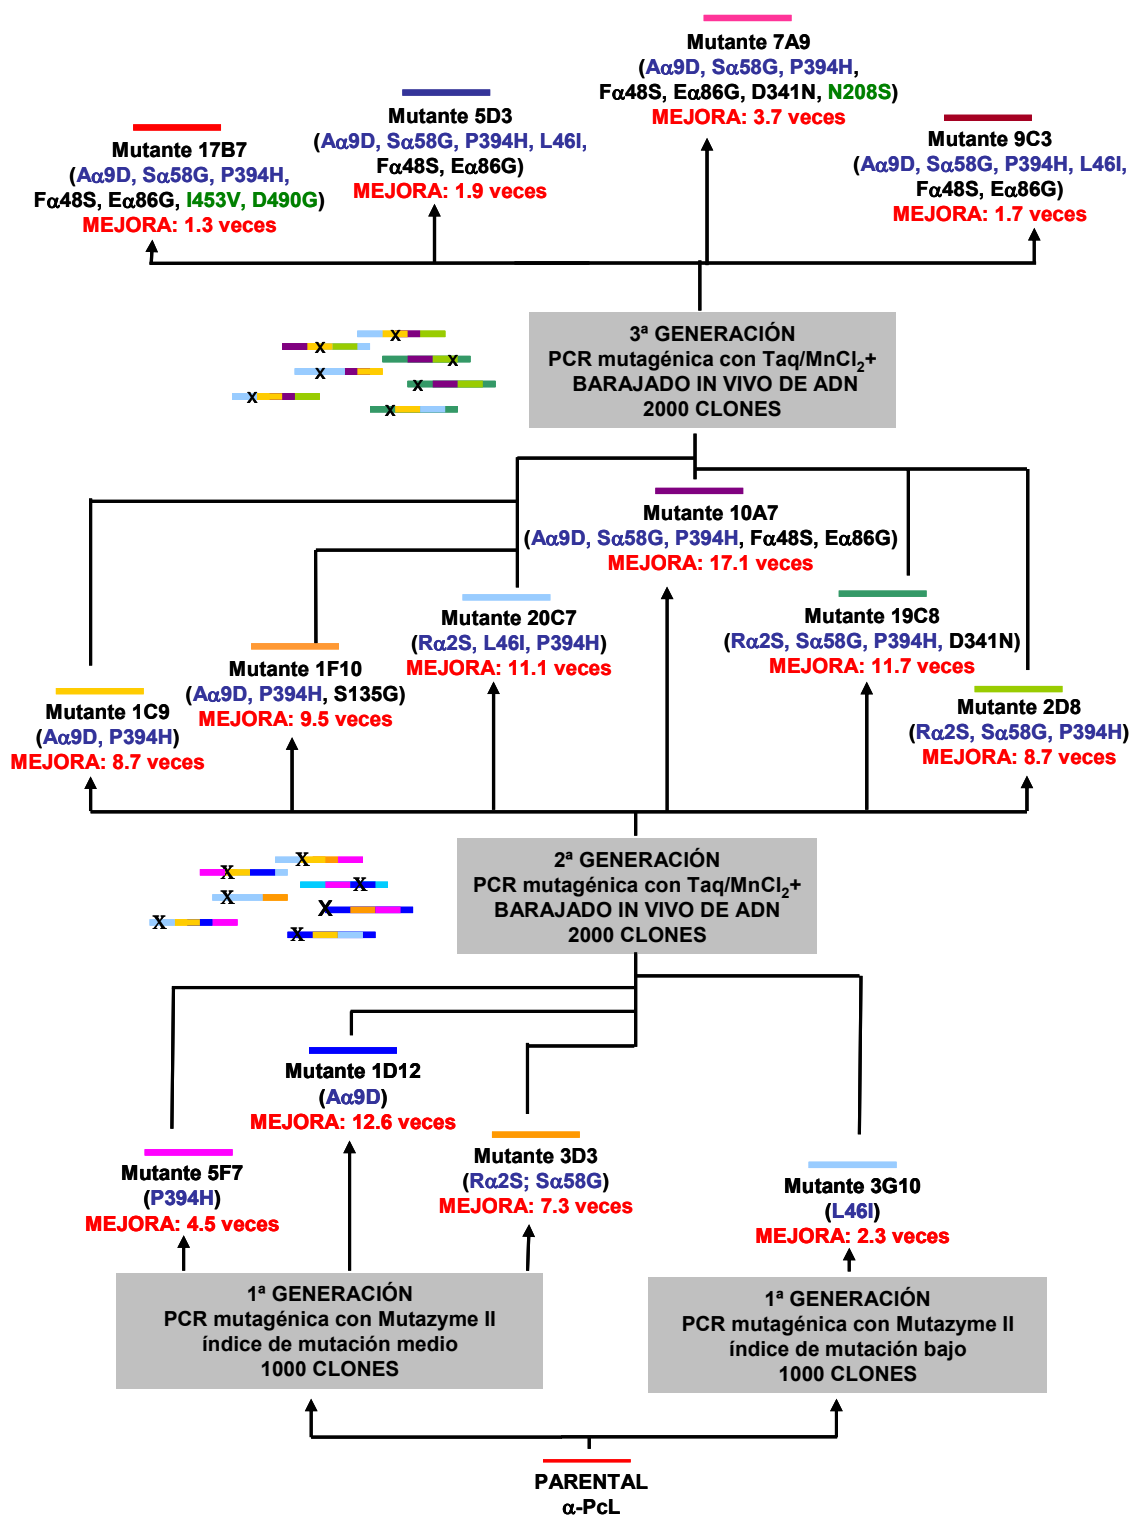 Mutante 7A9
(Aα9D, Sα58G, P394H,
Fα48S, Eα86G, D341N, N208S)
MEJORA: 3.7 veces
Mutante 5D3
(Aα9D, Sα58G, P394H, L46I,
Fα48S, Eα86G)
MEJORA: 1.9 veces
Mutante 17B7
(Aα9D, Sα58G, P394H,
Fα48S, Eα86G, I453V, D490G)
MEJORA: 1.3 veces
Mutante 9C3
(Aα9D, Sα58G, P394H, L46I,
Fα48S, Eα86G)
MEJORA: 1.7 veces
X
X
X
X
X
X
X
3ª GENERACIÓN
PCR mutagénica con Taq/MnCl2+
BARAJADO IN VIVO DE ADN
2000 CLONES
Mutante 10A7
(Aα9D, Sα58G, P394H, Fα48S, Eα86G)
MEJORA: 17.1 veces
Mutante 20C7
(Rα2S, L46I, P394H)
MEJORA: 11.1 veces
Mutante 19C8
(Rα2S, Sα58G, P394H, D341N)
MEJORA: 11.7 veces
Mutante 1F10
(Aα9D, P394H, S135G)
MEJORA: 9.5 veces
Mutante 1C9
(Aα9D, P394H)
MEJORA: 8.7 veces
Mutante 2D8
(Rα2S, Sα58G, P394H)
MEJORA: 8.7 veces
X
X
X
X
X
X
X
2ª GENERACIÓN
PCR mutagénica con Taq/MnCl2+
BARAJADO IN VIVO DE ADN
2000 CLONES
Mutante 1D12
(Aα9D)
MEJORA: 12.6 veces
Mutante 5F7
(P394H)
MEJORA: 4.5 veces
Mutante 3D3
(Rα2S; Sα58G)
MEJORA: 7.3 veces
Mutante 3G10
(L46I)
MEJORA: 2.3 veces
1ª GENERACIÓN
PCR mutagénica con Mutazyme II
índice de mutación medio
1000 CLONES
1ª GENERACIÓN
PCR mutagénica con Mutazyme II
índice de mutación bajo
1000 CLONES
PARENTAL
α-PcL